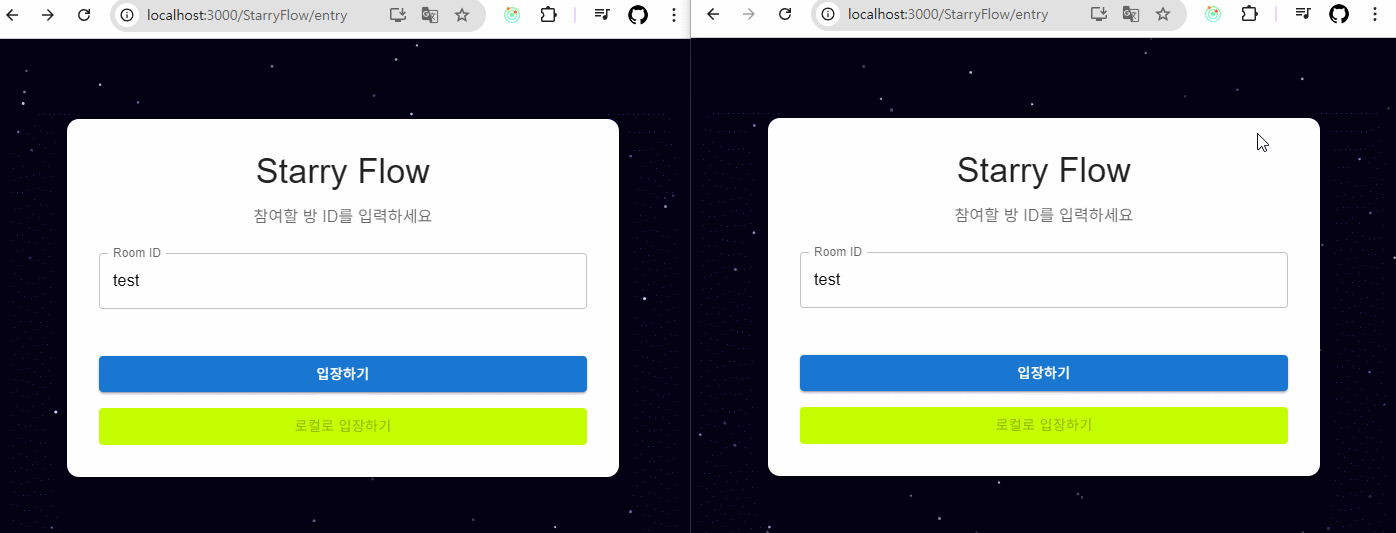 localhost:3000/StarryFlow/entry
Starry Flow
참여할 방 ID를 입력하세요
Room ID
test
입장하기
로컬로 입장하기
localhost:3000/StarryFlow/entry
Starry Flow
참여할 방 ID를 입력하세요
Room ID
test
입장하기
로컬로 입장하기